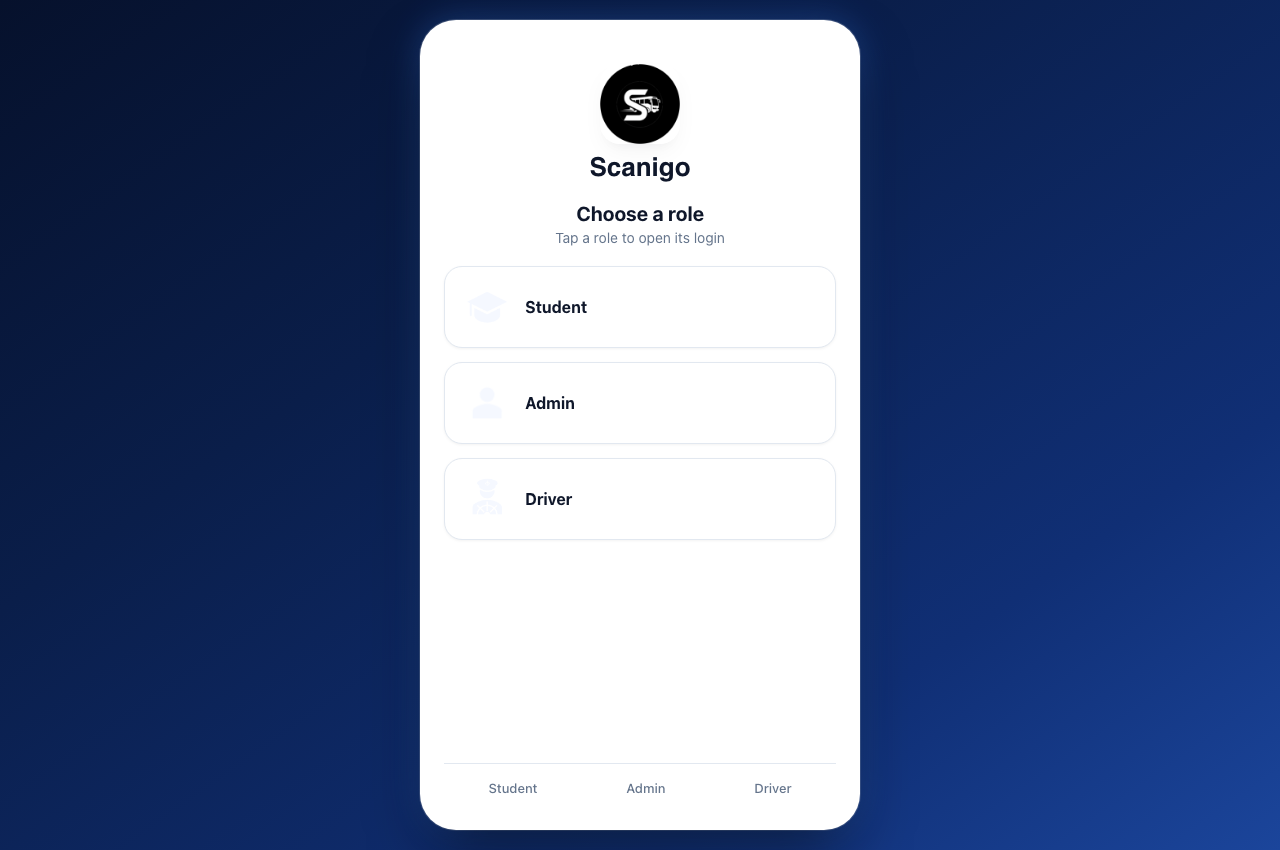 Scanigo
Choose a role
Tap a role to open its login
Student
Admin
Driver
Student Admin Driver